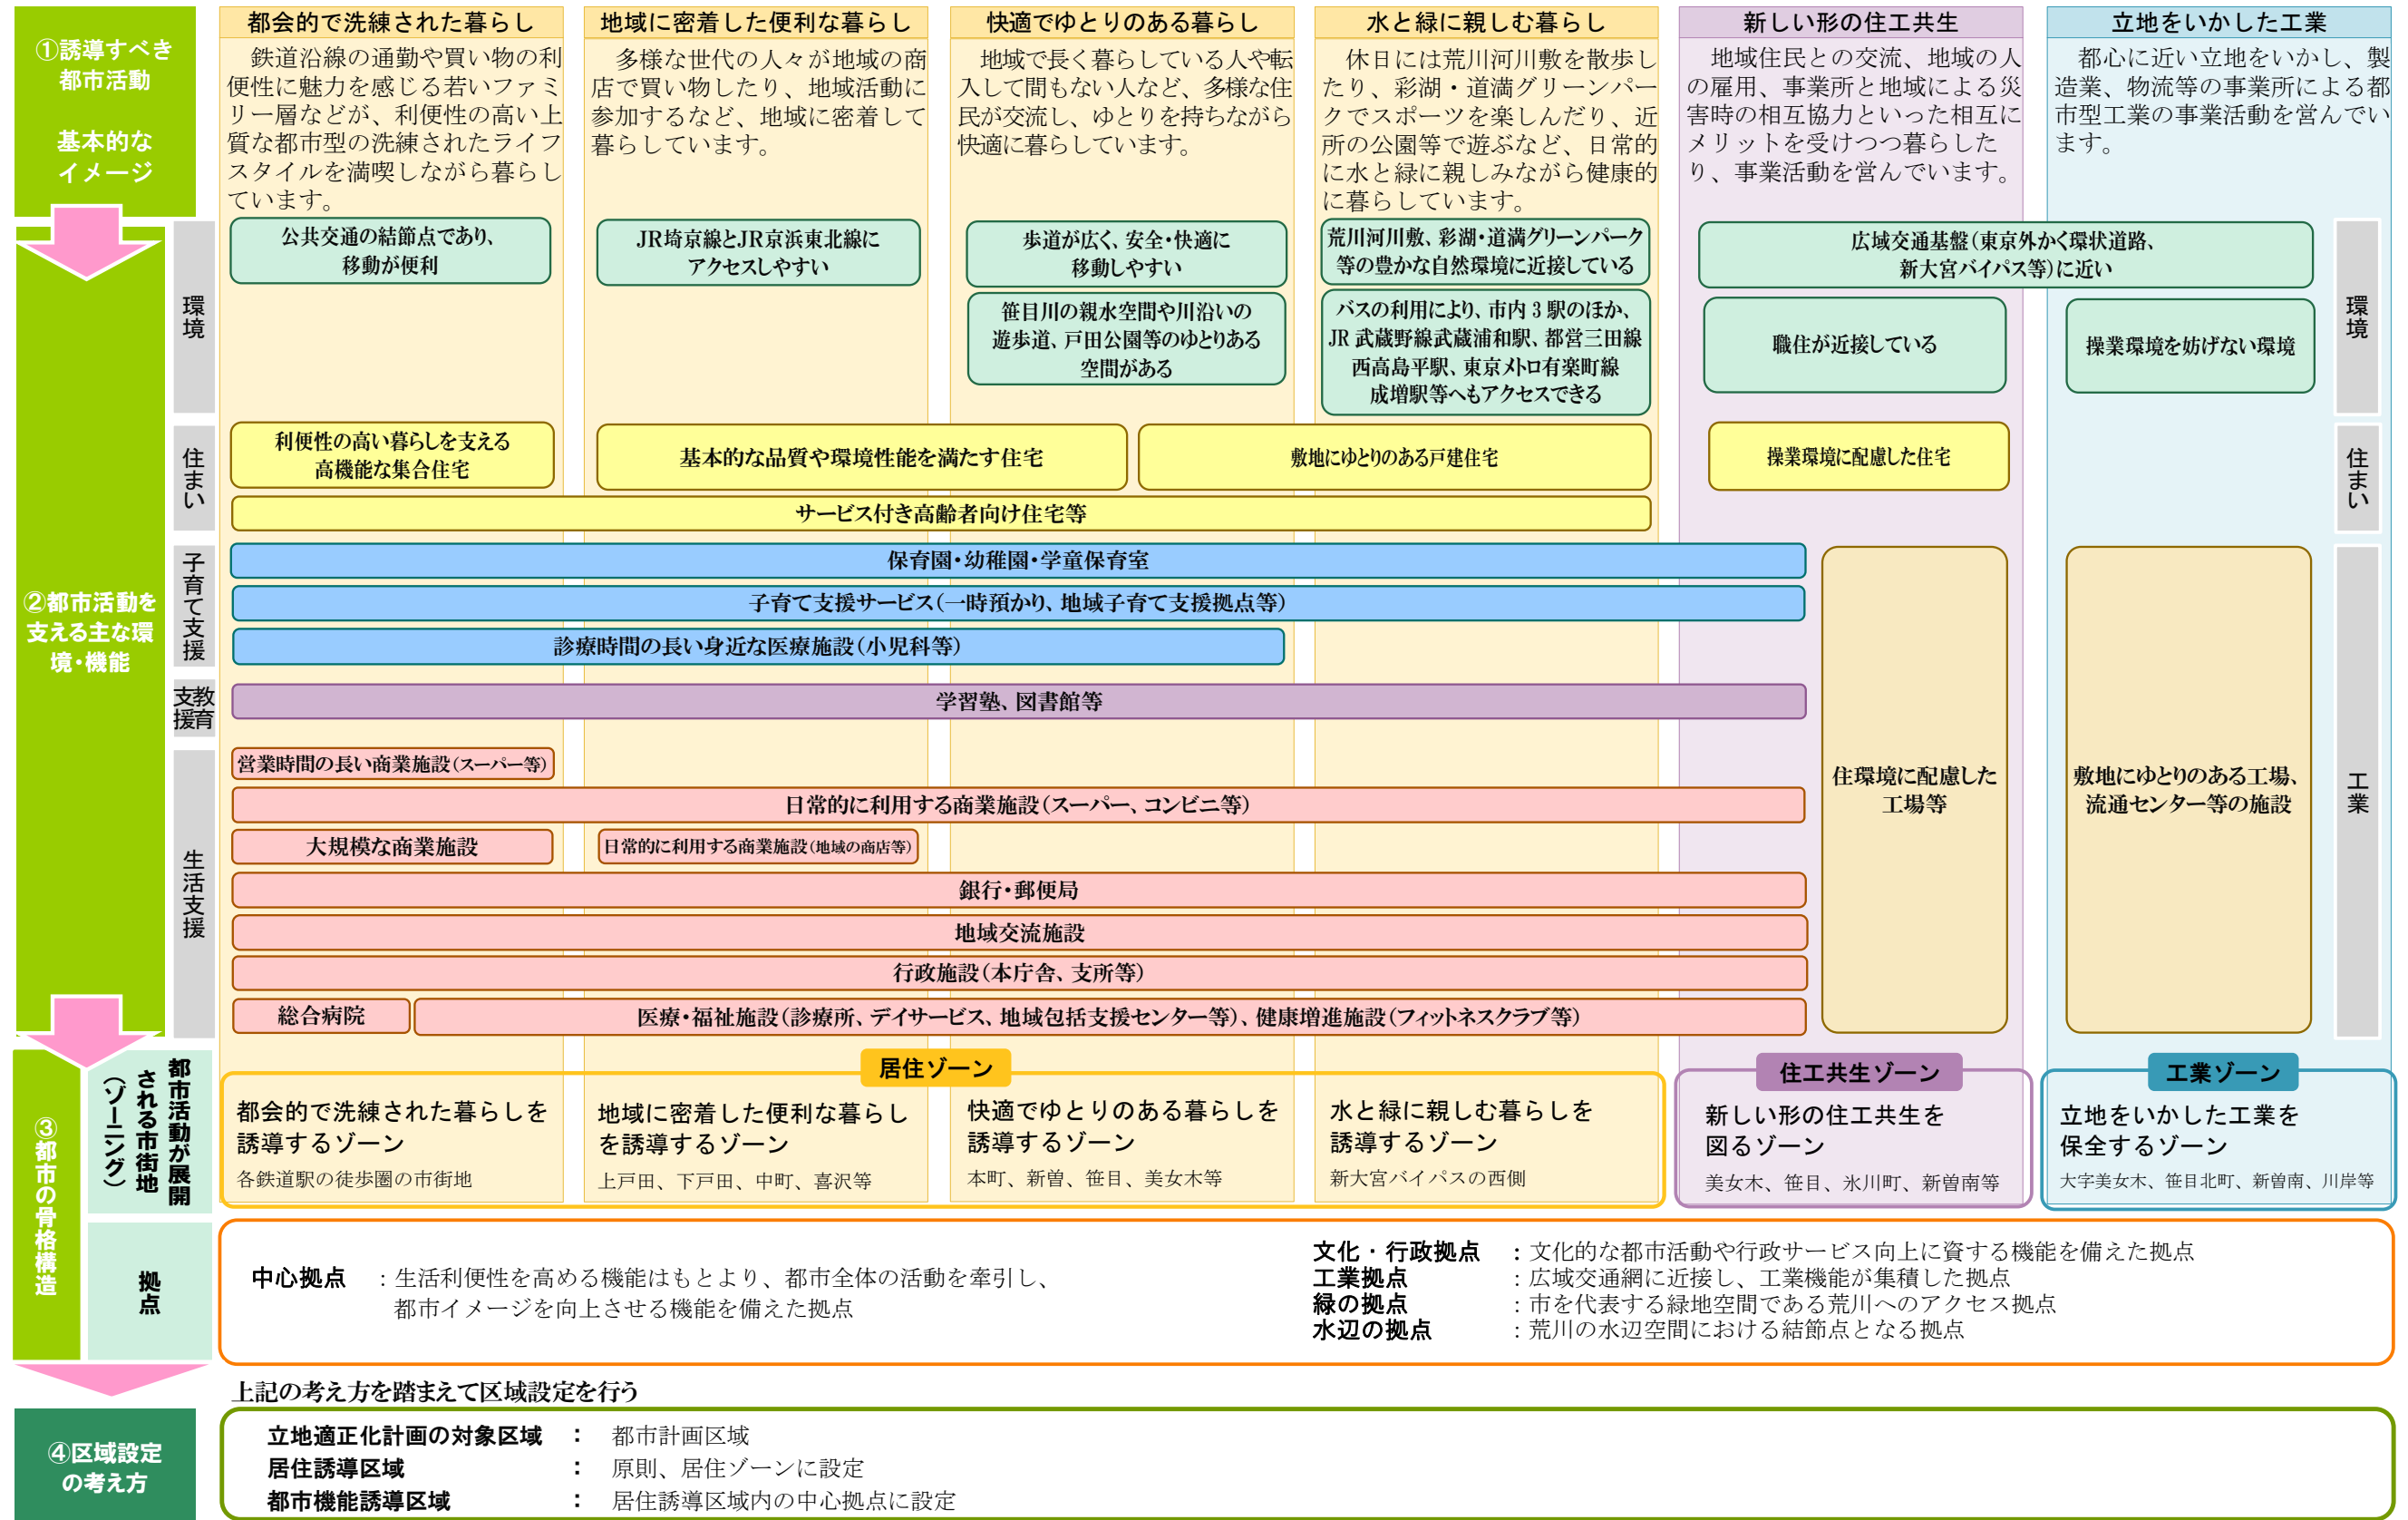 ①誘導すべき
都市活動
基本的な
イメージ
都会的で洗練された暮らし
鉄道沿線の通勤や買い物の利
便性に魅力を感じる若いファミ
リー層などが、利便性の高い上
質な都市型の洗練されたライフ
スタイルを満喫しながら暮らし
ています。
地域に密着した便利な暮らし
多様な世代の人々が地域の商
店で買い物したり、地域活動に
参加するなど、地域に密着して
暮らしています。
快適でゆとりのある暮らし
地域で長く暮らしている人や転
入して間もない人など、多様な住
民が交流し、ゆとりを持ちながら
快適に暮らしています。
水と緑に親しむ暮らし
休日には荒川河川敷を散歩し
たり、彩湖・道満グリーンパー
クでスポーツを楽しんだり、近
所の公園等で遊ぶなど、日常的
に水と緑に親しみながら健康的
に暮らしています。
新しい形の住工共生
地域住民との交流、地域の人
の雇用、事業所と地域による災
害時の相互協力といった相互に
メリットを受けつつ暮らした
り、事業活動を営んでいます。
立地をいかした工業
都心に近い立地をいかし、製
造業、物流等の事業所による都
市型工業の事業活動を営んでい
ます。
②都市活動を
支える主な環
境・機能
環境
公共交通の結節点であり、
移動が便利
JR埼京線とJR京浜東北線に
アクセスしやすい
歩道が広く、安全・快適に
移動しやすい
笹目川の親水空間や川沿いの
遊歩道、戸田公園等のゆとりある
空間がある
荒川河川敷、彩湖・道満グリーンパーク
等の豊かな自然環境に近接している
バスの利用により、市内3駅のほか、
JR武蔵野線武蔵浦和駅、都営三田線
西高島平駅、東京メトロ有楽町線
成増駅等へもアクセスできる
広域交通基盤(東京外かく環状道路、
新大宮バイパス等)に近い
職住が近接している
操業環境を妨げない環境
環境
住まい
利便性の高い暮らしを支える
高機能な集合住宅
基本的な品質や環境性能を満たす住宅
敷地にゆとりのある戸建住宅
操業環境に配慮した住宅
サービス付き高齢者向け住宅等
住まい
子育て支援
保育園・幼稚園・学童保育室
子育て支援サービス(一時預かり、地域子育て支援拠点等)
診療時間の長い身近な医療施設(小児科等)
教育
支援
学習塾、図書館等
生活支援
営業時間の長い商業施設(スーパー等)
日常的に利用する商業施設(スーパー、コンビニ等)
大規模な商業施設
日常的に利用する商業施設(地域の商店等)
銀行・郵便局
地域交流施設
行政施設(本庁舎、支所等)
総合病院
医療・福祉施設(診療所、デイサービス、地域包括支援センター等)、健康増進施設(フィットネスクラブ等)
住環境に配慮した
工場等
敷地にゆとりのある工場、
流通センター等の施設
工業
③都市の骨格構造
都市活動が展開
される市街地
(ゾーニング)
居住ゾーン
都会的で洗練された暮らしを
誘導するゾーン
各鉄道駅の徒歩圏の市街地
地域に密着した便利な暮らし
を誘導するゾーン
上戸田、下戸田、中町、喜沢等
快適でゆとりのある暮らしを
誘導するゾーン
本町、新曽、笹目、美女木等
水と緑に親しむ暮らしを
誘導するゾーン
新大宮バイパスの西側
住工共生ゾーン
新しい形の住工共生を
図るゾーン
美女木、笹目、氷川町、新曽南等
工業ゾーン
立地をいかした工業を
保全するゾーン
大字美女木、笹目北町、新曽南、川岸等
拠点
中心拠点 :生活利便性を高める機能はもとより、都市全体の活動を牽引し、
都市イメージを向上させる機能を備えた拠点
文化・行政拠点 :文化的な都市活動や行政サービス向上に資する機能を備えた拠点
工業拠点 :広域交通網に近接し、工業機能が集積した拠点
緑の拠点 :市を代表する緑地空間である荒川へのアクセス拠点
水辺の拠点 :荒川の水辺空間における結節点となる拠点
上記の考え方を踏まえて区域設定を行う
④区域設定
の考え方
立地適正化計画の対象区域 : 都市計画区域
居住誘導区域 : 原則、居住ゾーンに設定
都市機能誘導区域 : 居住誘導区域内の中心拠点に設定